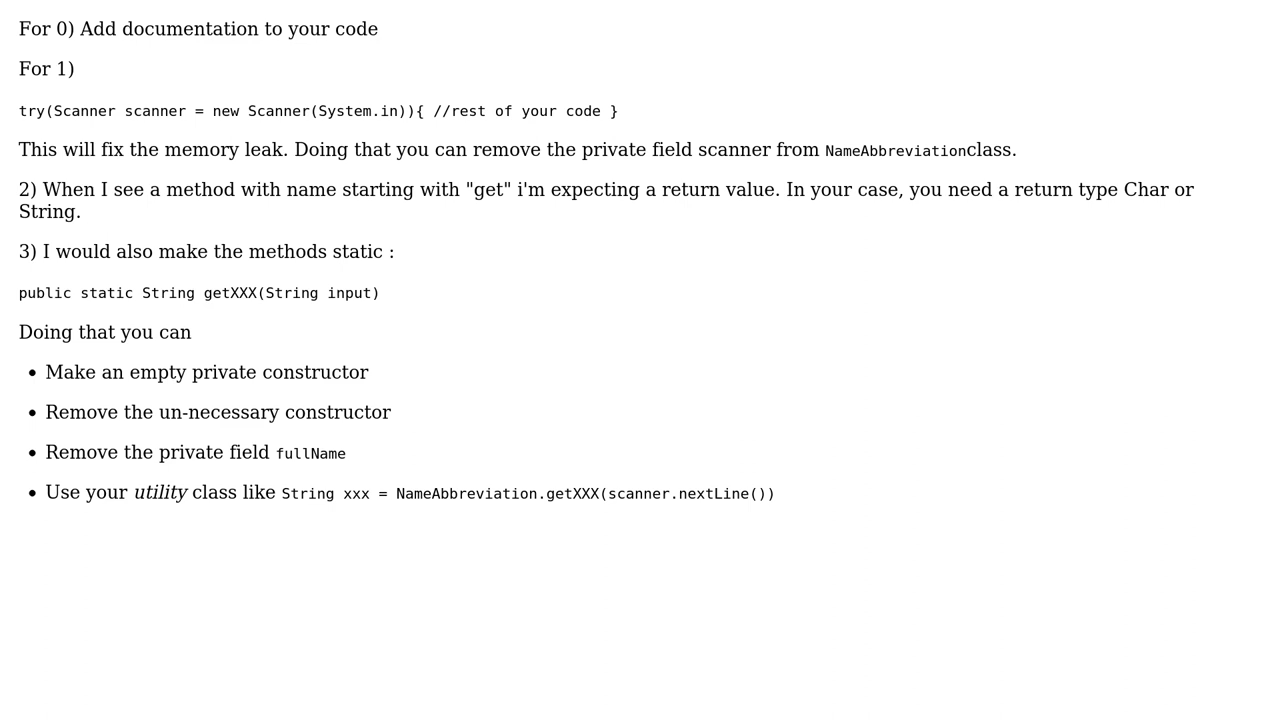 For 0) Add documentation to your code
For 1)
try(Scanner scanner = new Scanner(System.in)){ //rest of your code }
This will fix the memory leak. Doing that you can remove the private field scanner from NameAbbreviationclass.
2) When I see a method with name starting with "get" i'm expecting a return value. In your case, you need a return type Char or
String.
3) I would also make the methods static :
public static String getXXX(String input)
Doing that you can
• Make an empty private constructor
• Remove the un-necessary constructor
• Remove the private field fullName
• Use your utility class like String xxx = NameAbbreviation.getXXX(scanner.nextLine())